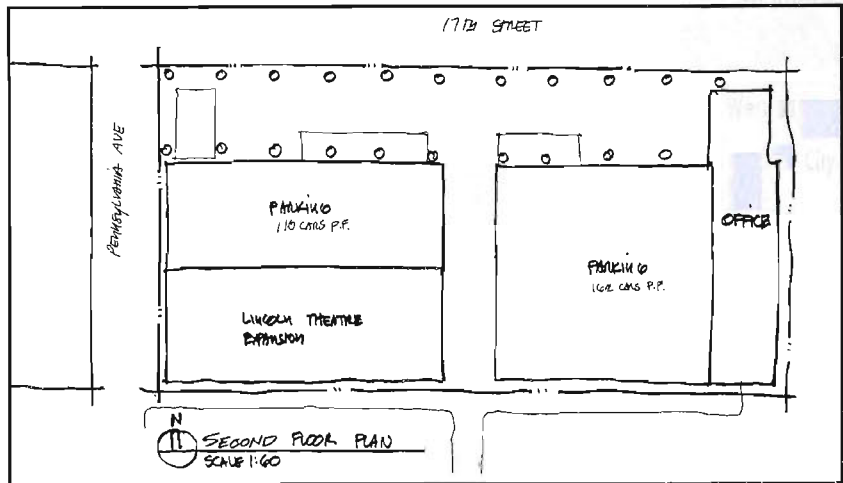 17TH STREET
PENNSYLVANIA AVE
PARKING
110 CARS P.F.
PARKING
162 CARS P.F.
OFFICE
LINCOLN THEATRE
EXPANSION
N
SECOND FLOOR PLAN
SCALE 1:60
City